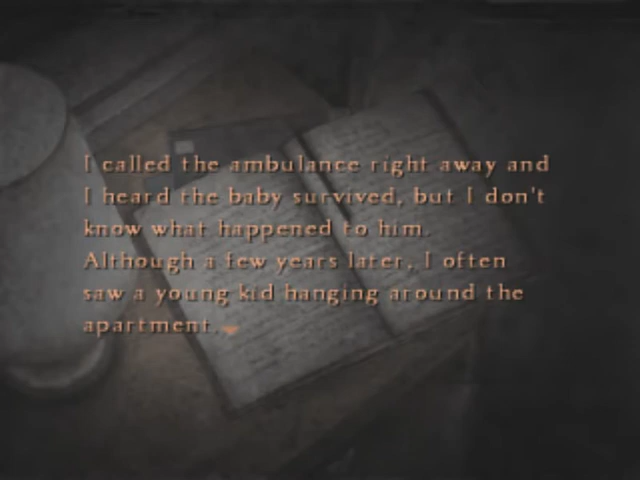 I called the ambulance right away and
I heard the baby survived, but I don't
know what happened to him.
Although a few years later, I often
saw a young kid hanging around the
apartment.